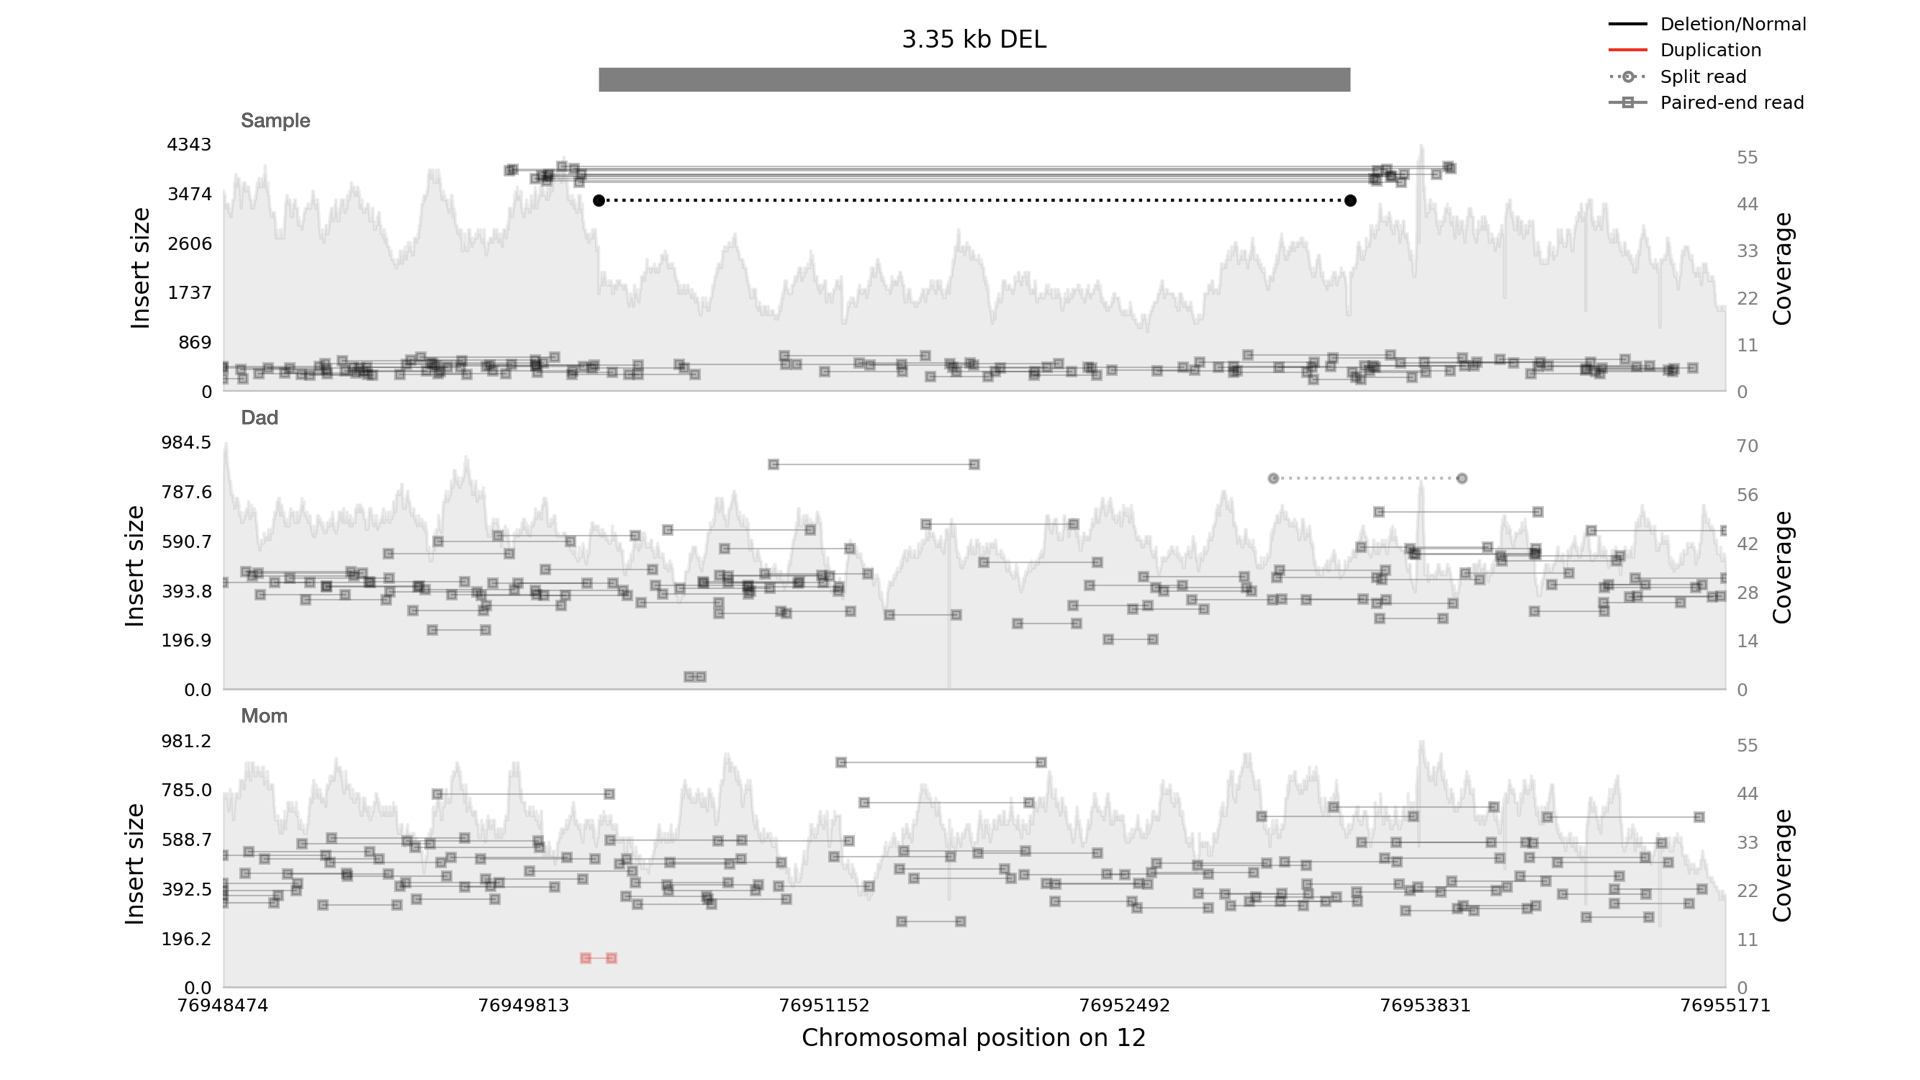 3.35 kb DEL
Deletion/Normal
Duplication
Split read
Paired-end read
Sample
4343
3474
2606
1737
869
0
Insert size
55
44
33
22
11
0
Coverage
Dad
984.5
787.6
590.7
393.8
196.9
0.0
Insert size
70
56
42
28
14
0
Coverage
Mom
981.2
785.0
588.7
392.5
196.2
0.0
Insert size
55
44
33
22
11
0
Coverage
76948474 76949813 76951152 76952492 76953831 76955171
Chromosomal position on 12